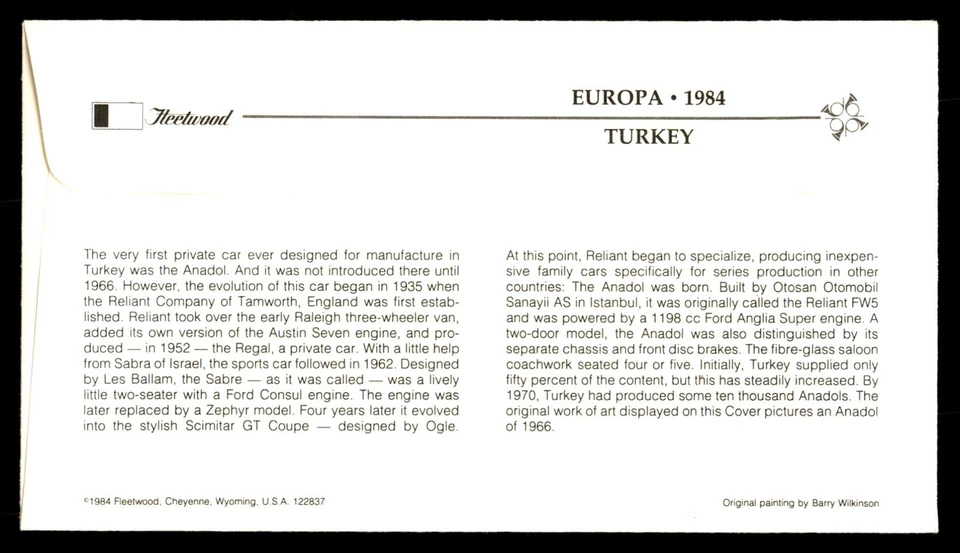 Fleetwood
EUROPA • 1984
TURKEY
The very first private car ever designed for manufacture in
Turkey was the Anadol. And it was not introduced there until
1966. However, the evolution of this car began in 1935 when
the Reliant Company of Tamworth, England was first estab-
lished. Reliant took over the early Raleigh three-wheeler van,
added its own version of the Austin Seven engine, and pro-
duced — in 1952 — the Regal, a private car. With a little help
from Sabra of Israel, the sports car followed in 1962. Designed
by Les Ballam, the Sabre — as it was called — was a lively
little two-seater with a Ford Consul engine. The engine was
later replaced by a Zephyr model. Four years later it evolved
into the stylish Scimitar GT Coupe — designed by Ogle.
At this point, Reliant began to specialize, producing inexpen-
sive family cars specifically for series production in other
countries: The Anadol was born. Built by Otosan Otomobil
Sanayii AS in Istanbul, it was originally called the Reliant FW5
and was powered by a 1198 cc Ford Anglia Super engine. A
two-door model, the Anadol was also distinguished by its
separate chassis and front disc brakes. The fibre-glass saloon
coachwork seated four or five. Initially, Turkey supplied only
fifty percent of the content, but this has steadily increased. By
1970, Turkey had produced some ten thousand Anadols. The
original work of art displayed on this Cover pictures an Anadol
of 1966.
©1984 Fleetwood, Cheyenne, Wyoming, U.S.A. 122837
Original painting by Barry Wilkinson